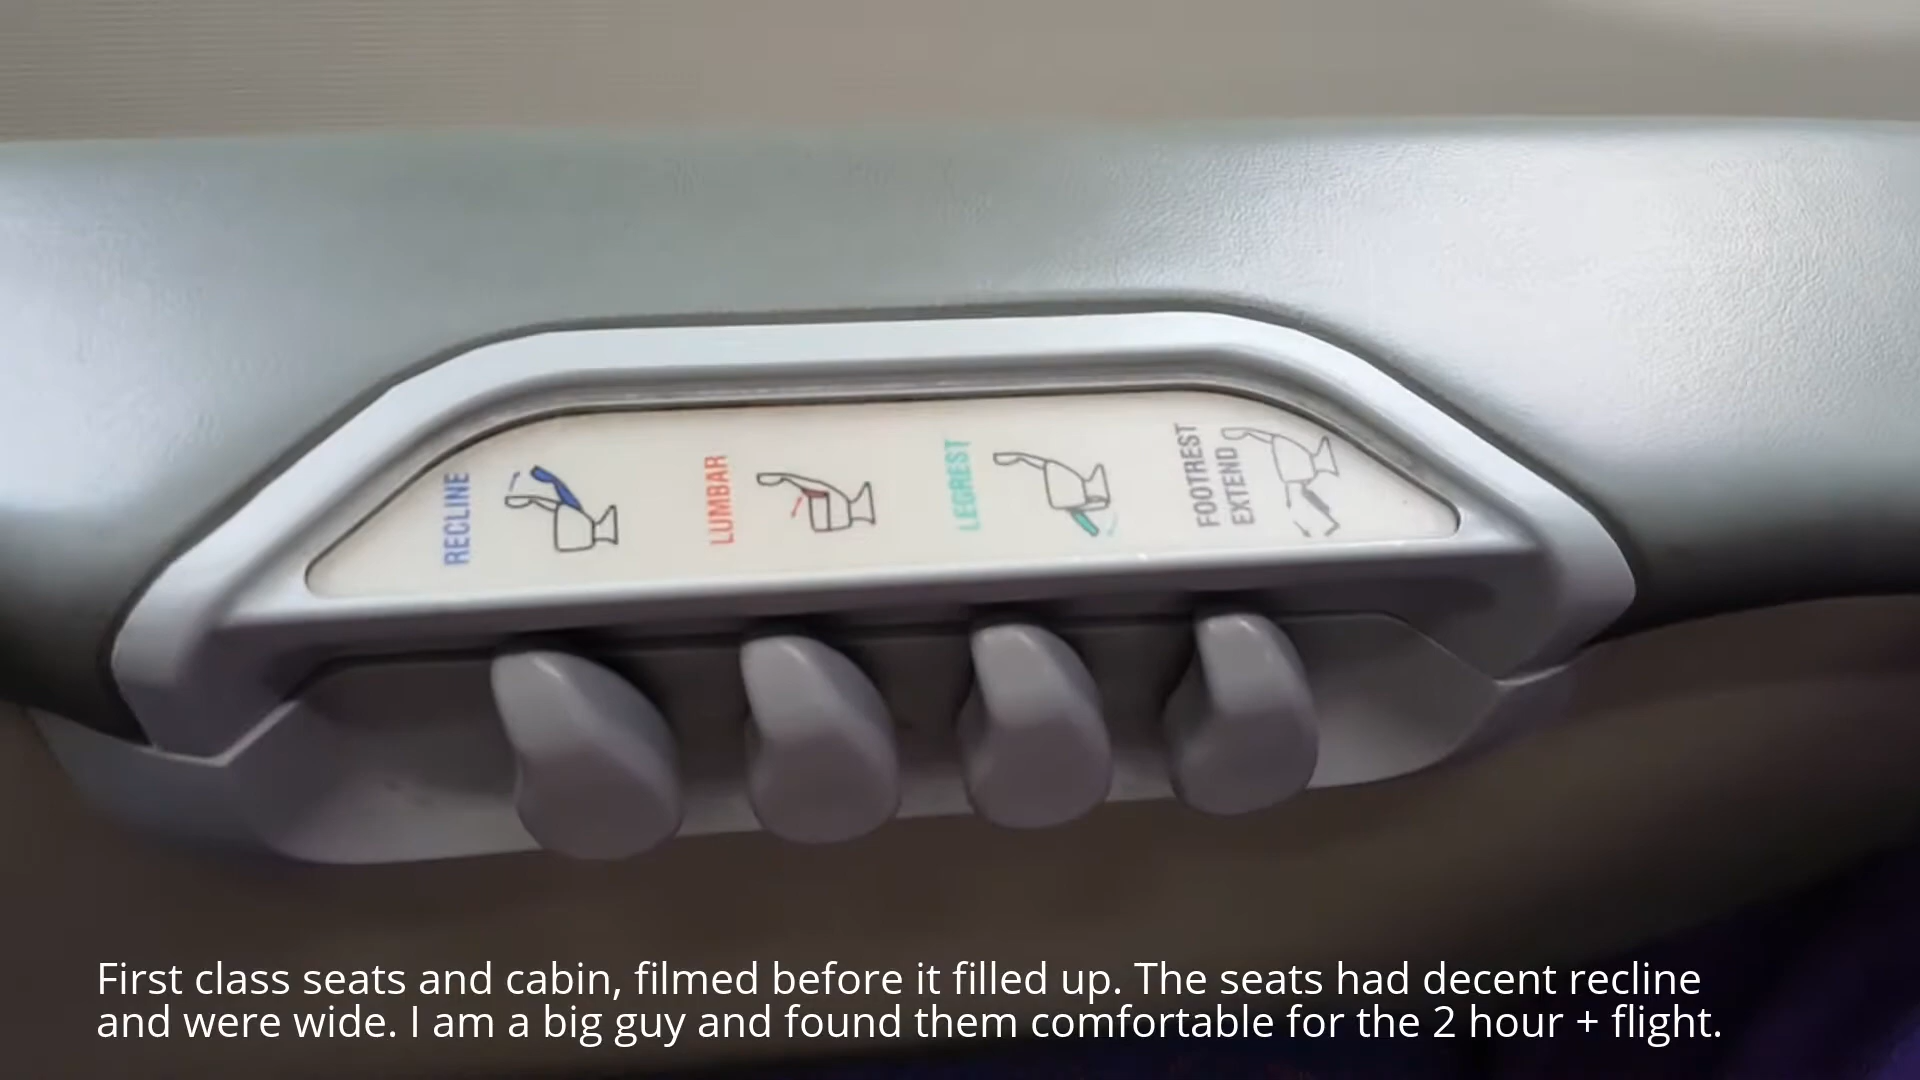 RECLINE
LUMBAR
LEGREST
FOOTREST
EXTEND
First class seats and cabin, filmed before it filled up. The seats had decent recline
and were wide. I am a big guy and found them comfortable for the 2 hour + flight.